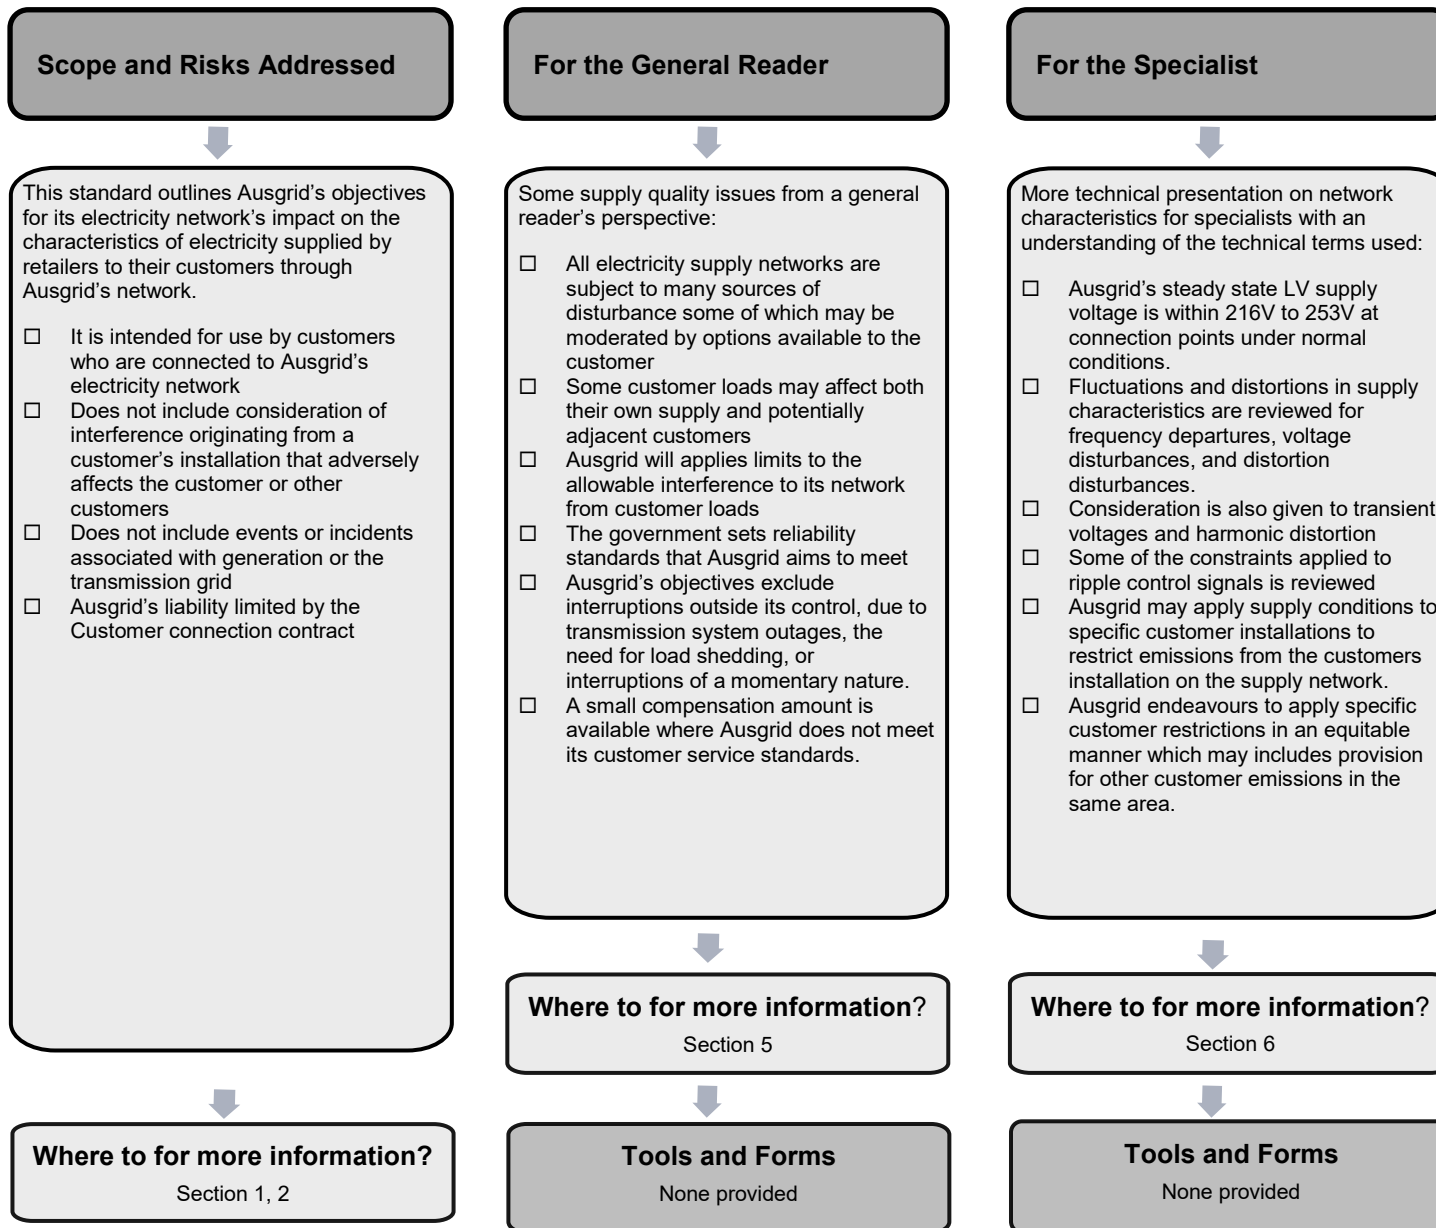 Scope and Risks Addressed
This standard outlines Ausgrid's objectives
for its electricity network's impact on the
characteristics of electricity supplied by
retailers to their customers through
Ausgrid's network.
☐ It is intended for use by customers
who are connected to Ausgrid's
electricity network
☐ Does not include consideration of
interference originating from a
customer's installation that adversely
affects the customer or other
customers
☐ Does not include events or incidents
associated with generation or the
transmission grid
☐ Ausgrid's liability limited by the
Customer connection contract
Where to for more information?
Section 1, 2
For the General Reader
Some supply quality issues from a general
reader's perspective:
☐ All electricity supply networks are
subject to many sources of
disturbance some of which may be
moderated by options available to the
customer
☐ Some customer loads may affect both
their own supply and potentially
adjacent customers
☐ Ausgrid will applies limits to the
allowable interference to its network
from customer loads
☐ The government sets reliability
standards that Ausgrid aims to meet
☐ Ausgrid's objectives exclude
interruptions outside its control, due to
transmission system outages, the
need for load shedding, or
interruptions of a momentary nature.
☐ A small compensation amount is
available where Ausgrid does not meet
its customer service standards.
Where to for more information?
Section 5
Tools and Forms
None provided
For the Specialist
More technical presentation on network
characteristics for specialists with an
understanding of the technical terms used:
☐ Ausgrid's steady state LV supply
voltage is within 216V to 253V at
connection points under normal
conditions.
☐ Fluctuations and distortions in supply
characteristics are reviewed for
frequency departures, voltage
disturbances, and distortion
disturbances.
☐ Consideration is also given to transient
voltages and harmonic distortion
☐ Some of the constraints applied to
ripple control signals is reviewed
☐ Ausgrid may apply supply conditions to
specific customer installations to
restrict emissions from the customers
installation on the supply network.
☐ Ausgrid endeavours to apply specific
customer restrictions in an equitable
manner which may includes provision
for other customer emissions in the
same area.
Where to for more information?
Section 6
Tools and Forms
None provided